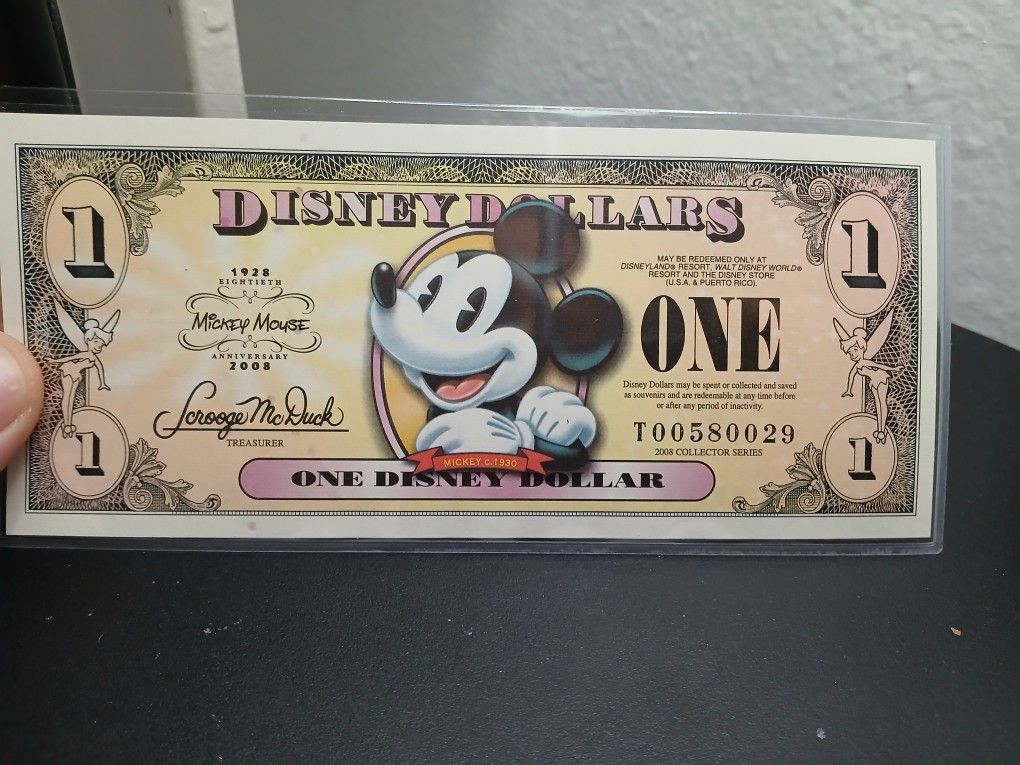 DISNEY DOLLARS
1
1
1928
EIGHTIETH
Mickey Mouse
ANNIVERSARY
2008
MAY BE REDEEMED ONLY AT
DISNEYLAND® RESORT, WALT DISNEY WORLD®
RESORT AND THE DISNEY STORE
(U.S.A. & PUERTO RICO).
ONE
Disney Dollars may be spent or collected and saved
as souvenirs and are redeemable at any time before
or after any period of inactivity.
Scrooge McDuck
TREASURER
T00580029
2008 COLLECTOR SERIES
1
1
MICKEY c.1930
ONE DISNEY DOLLAR